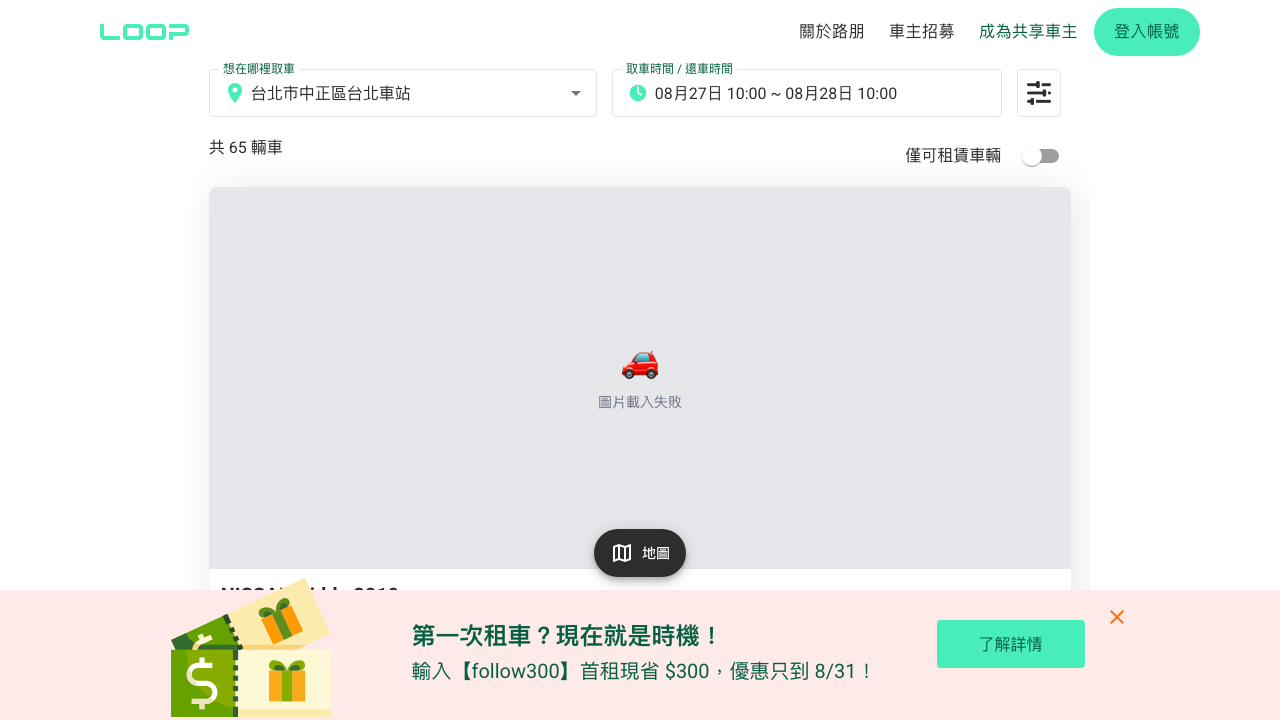 LOOP
關於路朋
車主招募
成為共享車主
登入帳號
想在哪裡取車
台北市中正區台北車站
取車時間 / 還車時間
08月27日 10:00 ~ 08月28日 10:00
共 65 輛車
僅可租賃車輛
圖片載入失敗
地圖
第一次租車？現在就是時機！
輸入【follow300】首租現省 $300，優惠只到 8/31！
了解詳情